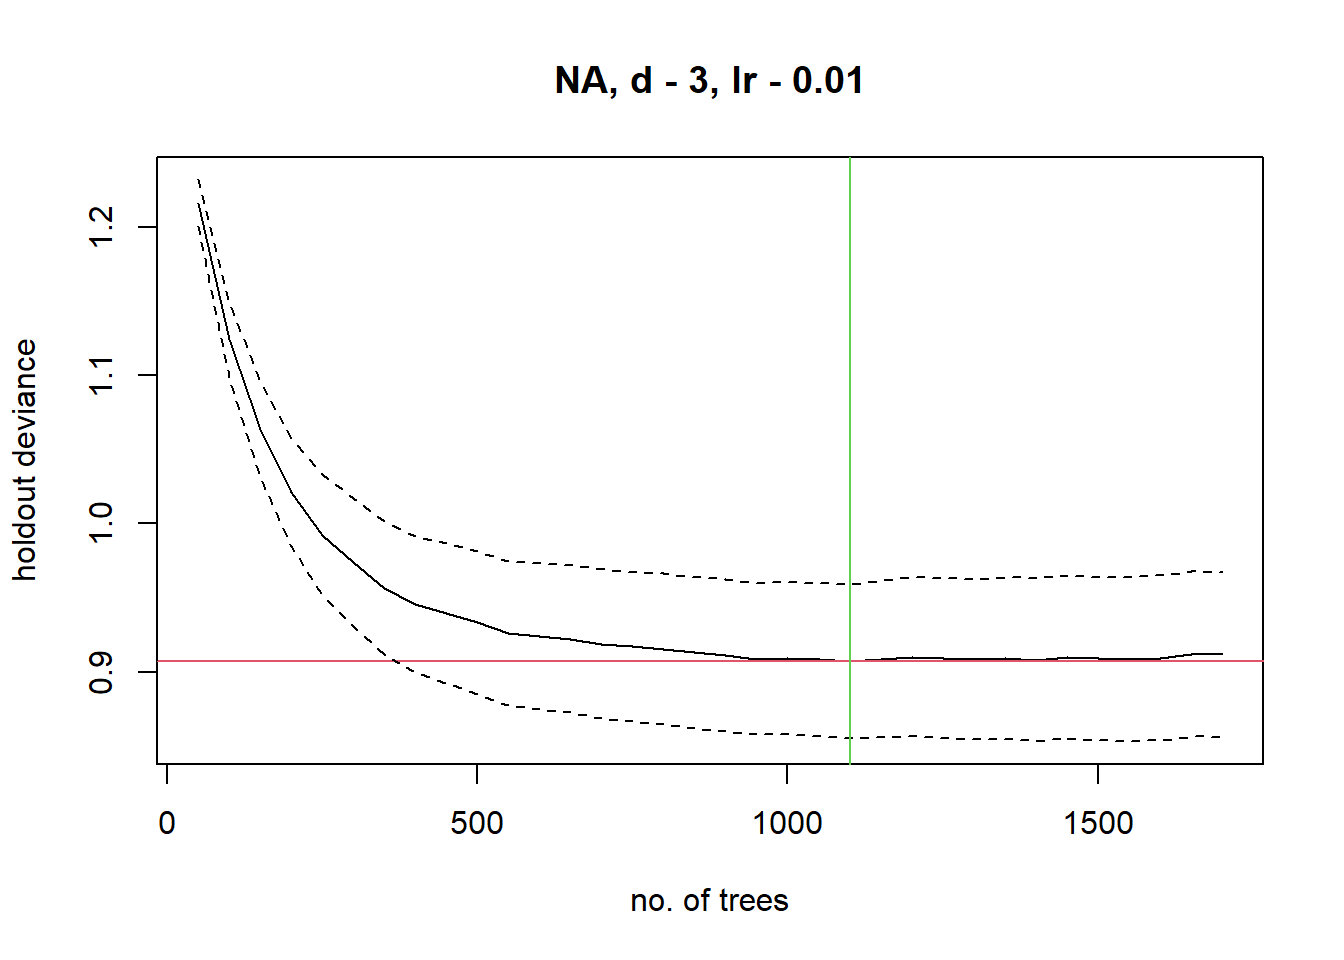 NA, d - 3, lr - 0.01
holdout deviance
1.2
1.1
1.0
0.9
0 500 1000 1500
no. of trees